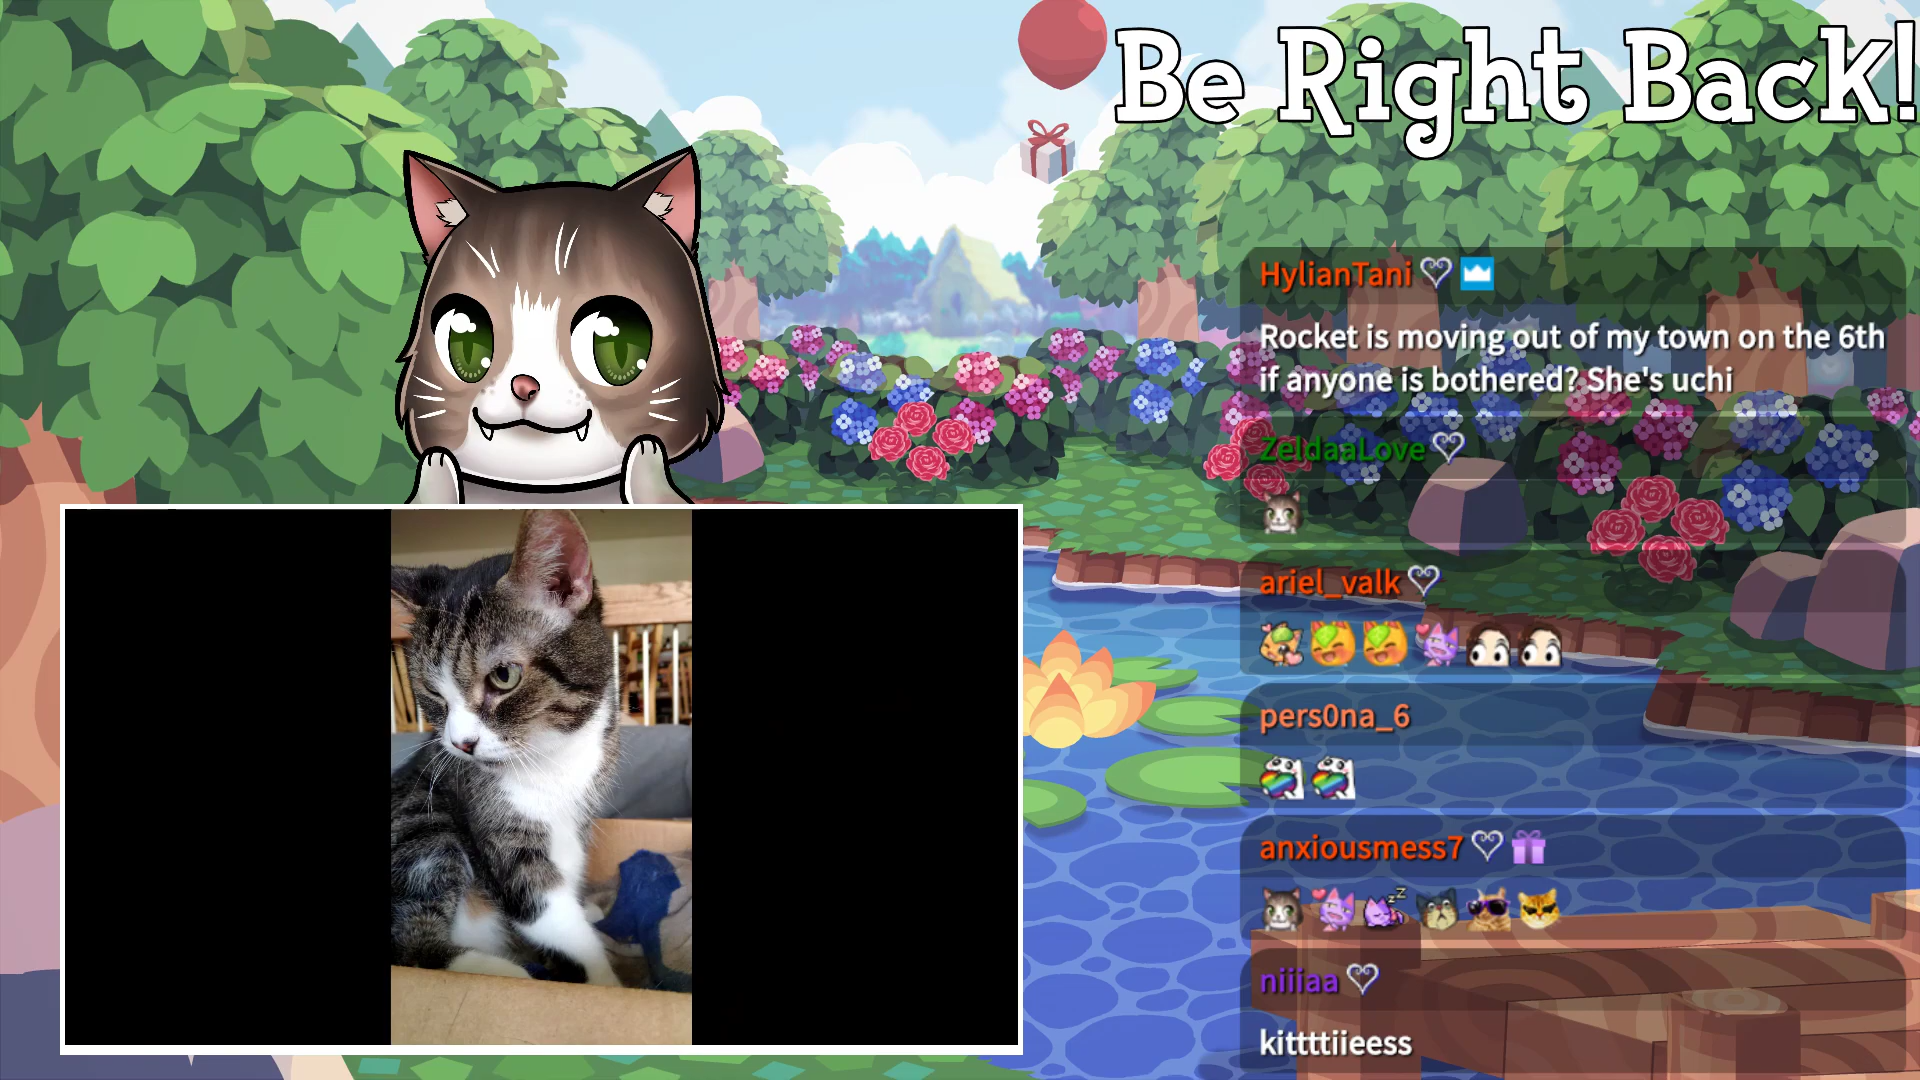 Be Right Back!
HylianTani
Rocket is moving out of my town on the 6th
if anyone is bothered? She's uchi
ZeldaaLove
ariel_valk
pers0na_6
anxiousmess7
niiiaa
kittttiieess